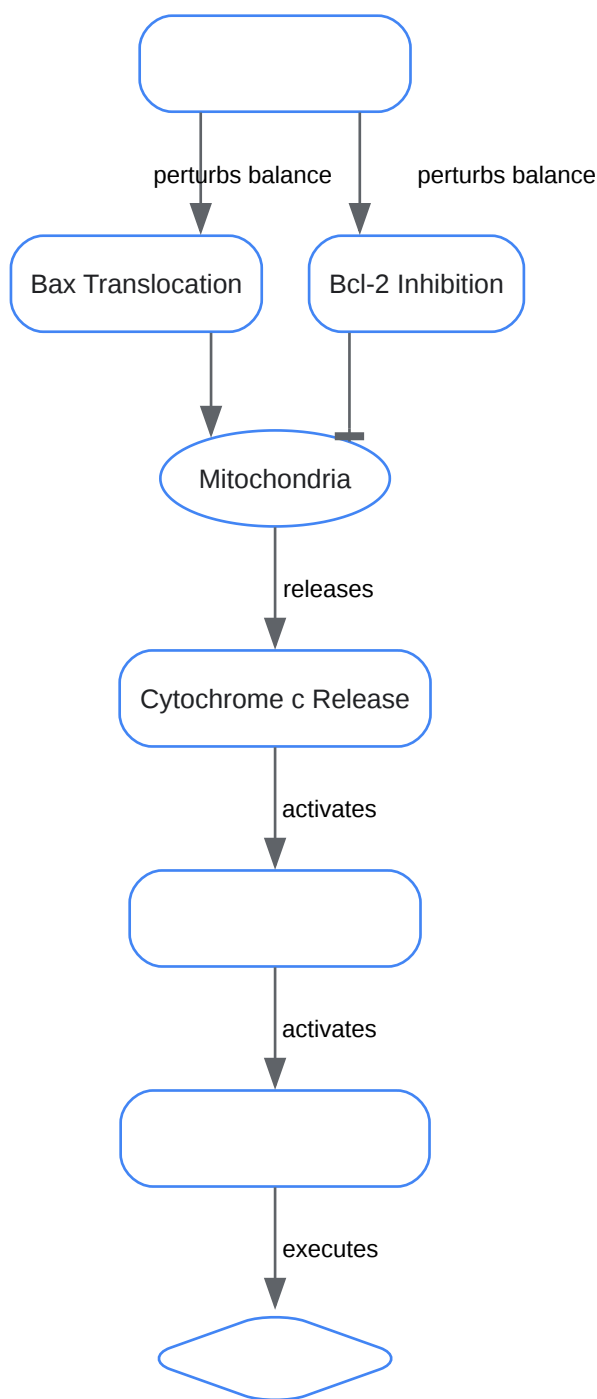 perturbs balance
perturbs balance
Bax Translocation
Bcl-2 Inhibition
Mitochondria
releases
Cytochrome c Release
activates
activates
executes